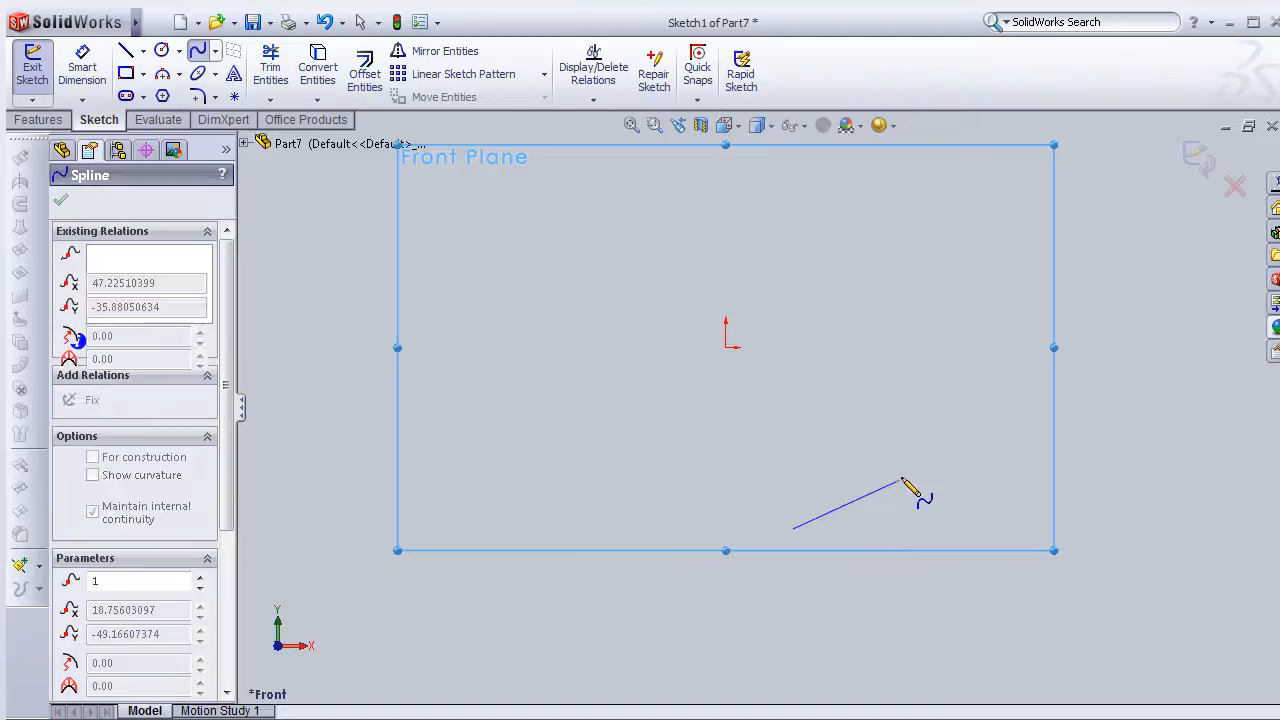 SW SolidWorks
Sketch1 of Part7 *
SolidWorks Search
?
Exit Sketch
Smart Dimension
Trim Entities
Convert Entities
Offset Entities
Mirror Entities
Linear Sketch Pattern
Move Entities
Display/Delete Relations
Repair Sketch
Quick Snaps
Rapid Sketch
Features
Sketch
Evaluate
DimXpert
Office Products
Part7 (Default<<Default>_...
Front Plane
Spline
?
Existing Relations
47.22510399
-35.88050634
0.00
0.00
Add Relations
Fix
Options
For construction
Show curvature
Maintain internal
continuity
Parameters
1
18.75603097
-49.16607374
0.00
0.00
Y
X
*Front
Model
Motion Study 1